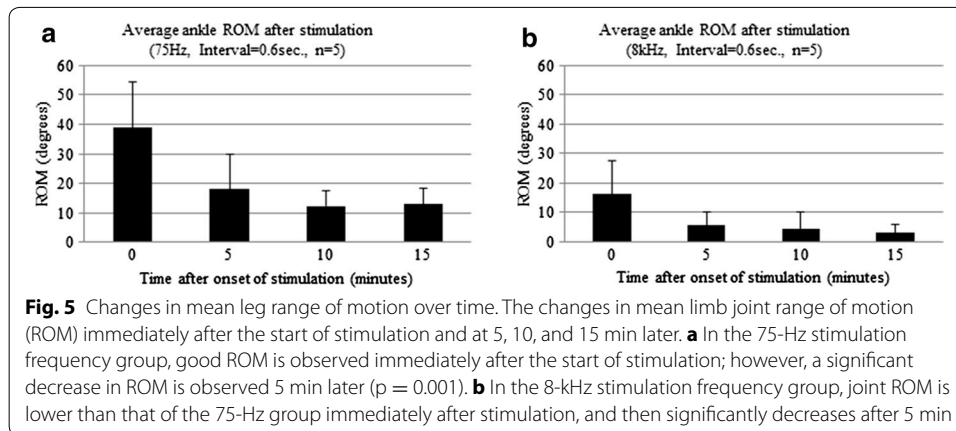 a
Average ankle ROM after stimulation
(75Hz, Interval=0.6sec., n=5)
ROM (degrees)
60
50
40
30
20
10
0
0 5 10 15
Time after onset of stimulation (minutes)
b
Average ankle ROM after stimulation
(8kHz, Interval=0.6sec., n=5)
ROM (degrees)
60
50
40
30
20
10
0
0 5 10 15
Time after onset of stimulation (minutes)
Fig. 5 Changes in mean leg range of motion over time. The changes in mean limb joint range of motion
(ROM) immediately after the start of stimulation and at 5, 10, and 15 min later. a In the 75-Hz stimulation
frequency group, good ROM is observed immediately after the start of stimulation; however, a significant
decrease in ROM is observed 5 min later (p = 0.001). b In the 8-kHz stimulation frequency group, joint ROM is
lower than that of the 75-Hz group immediately after stimulation, and then significantly decreases after 5 min